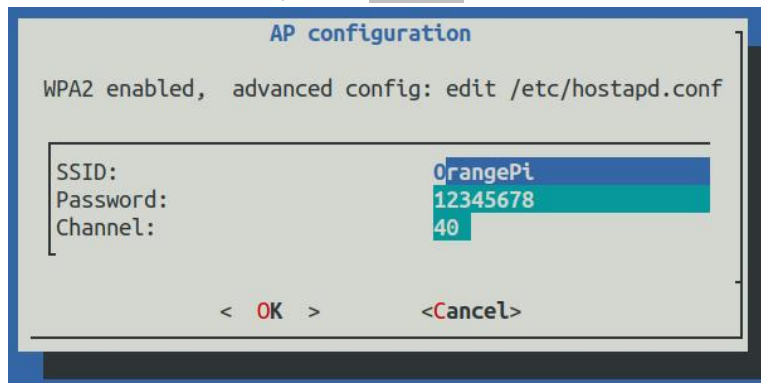 AP configuration
WPA2 enabled, advanced config: edit /etc/hostapd.conf
SSID: OrangePi
Password: 12345678
Channel: 40
< OK > <Cancel>